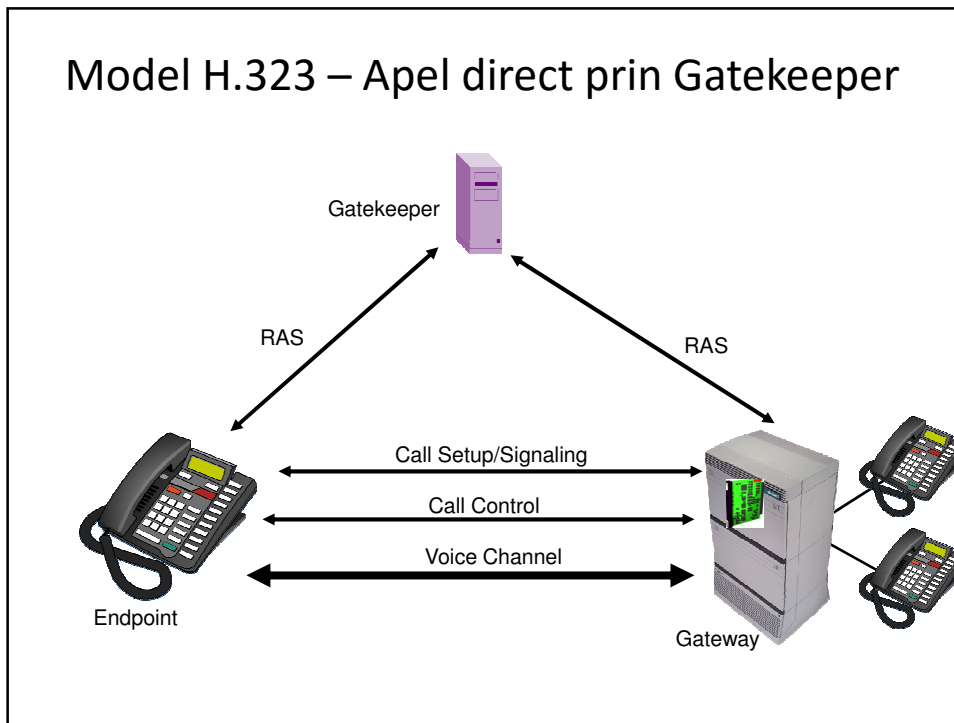 Model H.323 – Apel direct prin Gatekeeper
Gatekeeper
RAS
RAS
Call Setup/Signaling
Call Control
Voice Channel
Endpoint
Gateway